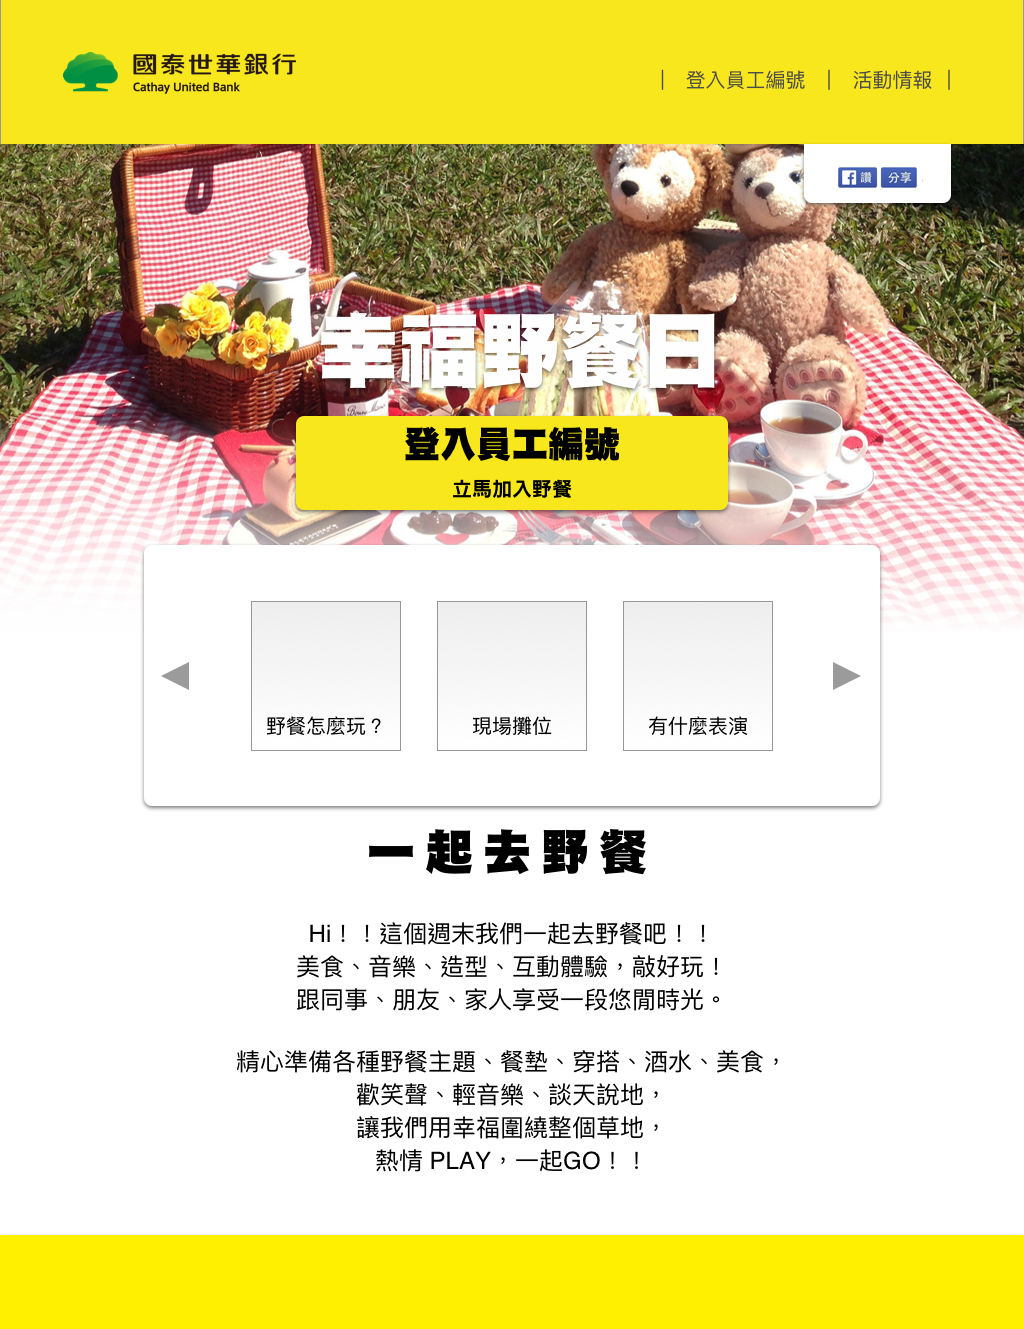 國泰世華銀行
Cathay United Bank
| 登入員工編號 | 活動情報 |
讚 分享
幸福野餐日
登入員工編號
立馬加入野餐
野餐怎麼玩？
現場攤位
有什麼表演
一起去野餐
Hi！！這個週末我們一起去野餐吧！！
美食、音樂、造型、互動體驗，敲好玩！
跟同事、朋友、家人享受一段悠閒時光。
精心準備各種野餐主題、餐墊、穿搭、酒水、美食，
歡笑聲、輕音樂、談天說地，
讓我們用幸福圍繞整個草地，
熱情 PLAY，一起GO！！